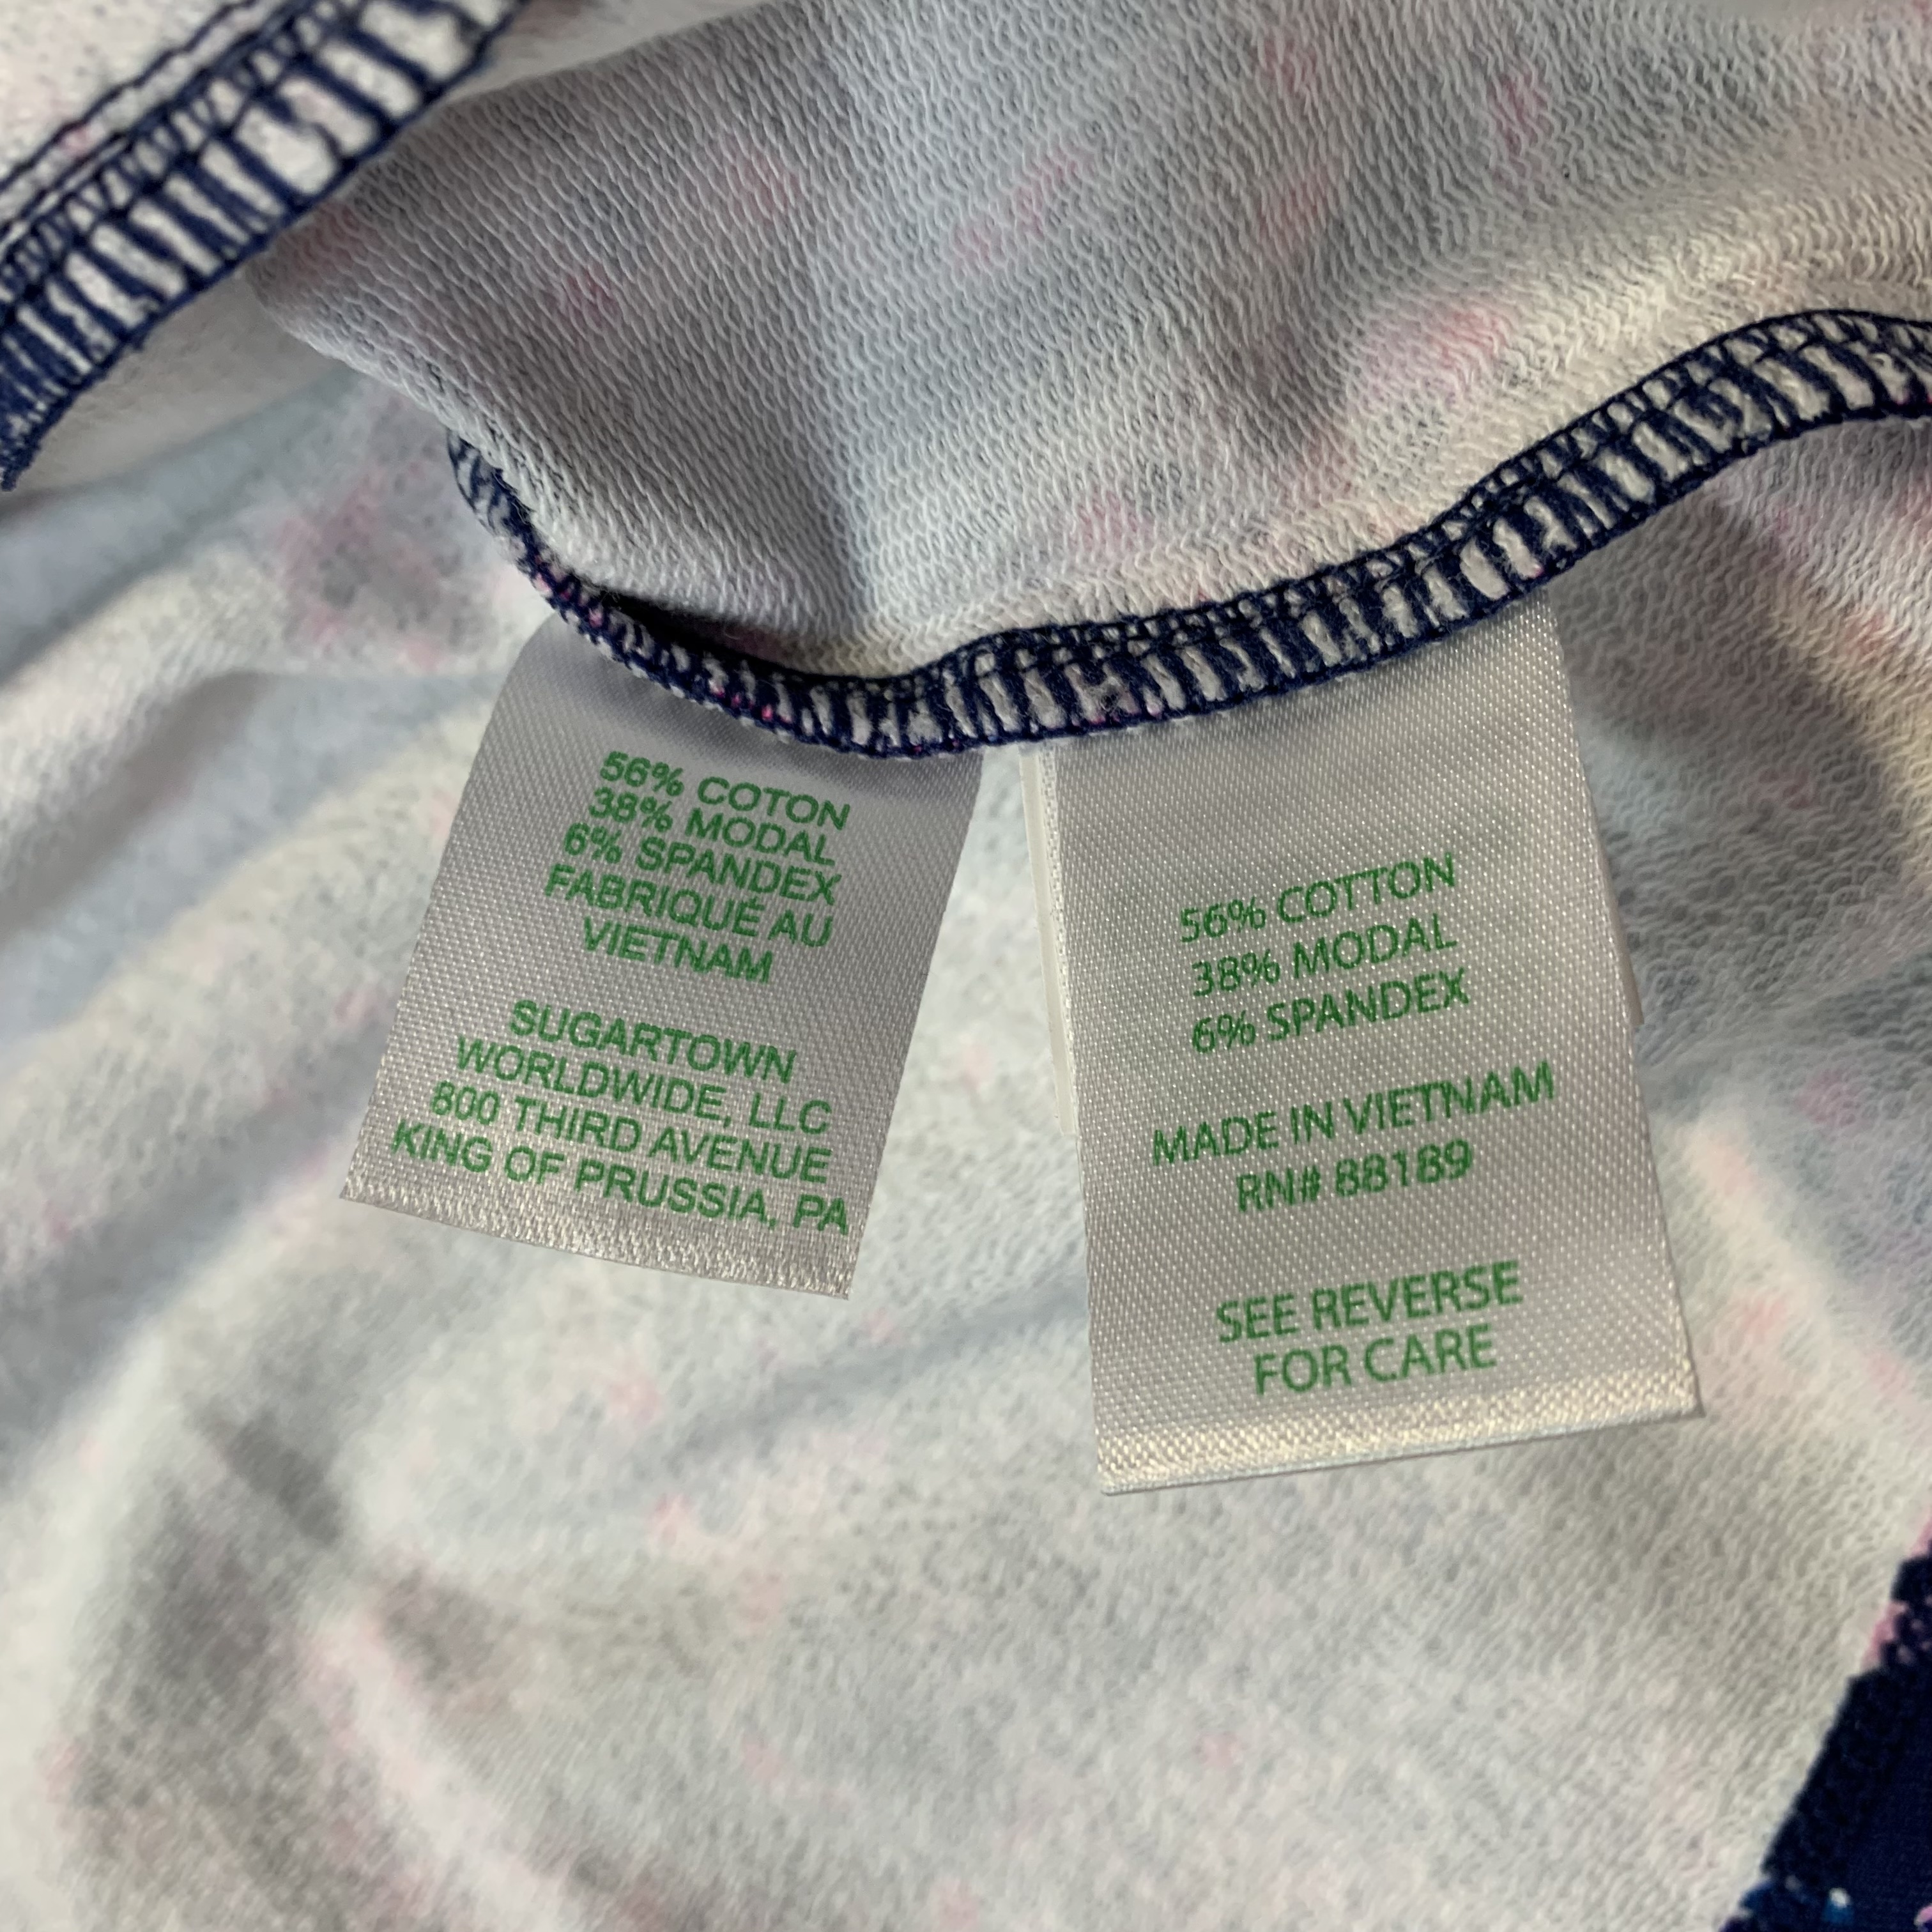 56% COTON
38% MODAL
6% SPANDEX
FABRIQUÉ AU
VIETNAM
SUGARTOWN
WORLDWIDE, LLC
800 THIRD AVENUE
KING OF PRUSSIA, PA
56% COTTON
38% MODAL
6% SPANDEX
MADE IN VIETNAM
RN# 88189
SEE REVERSE
FOR CARE